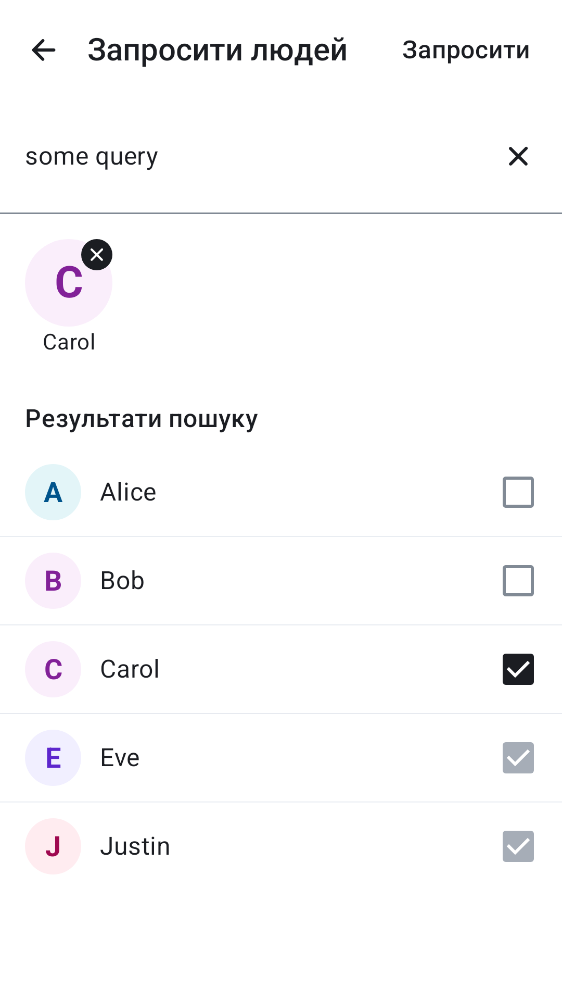 Запросити людей
Запросити
some query
C
Carol
Результати пошуку
A Alice
B Bob
C Carol
E Eve
J Justin